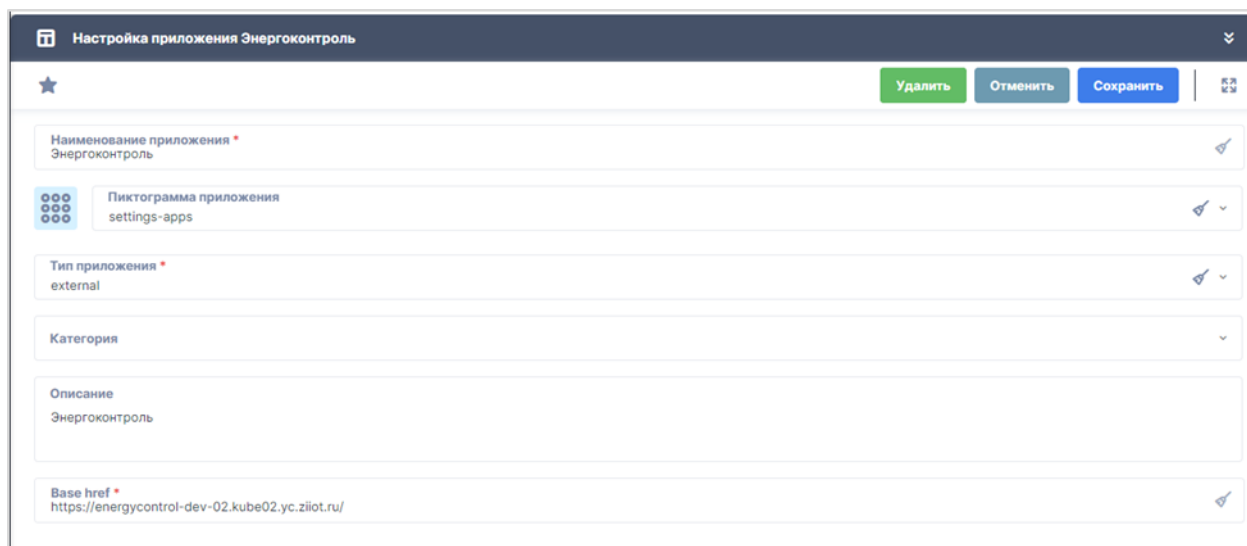 Настройка приложения Энергоконтроль
Удалить Отменить Сохранить
Наименование приложения *
Энергоконтроль
Пиктограмма приложения
settings-apps
Тип приложения *
external
Категория
Описание
Энергоконтроль
Base href *
https://energycontrol-dev-02.kube02.yc.ziiot.ru/